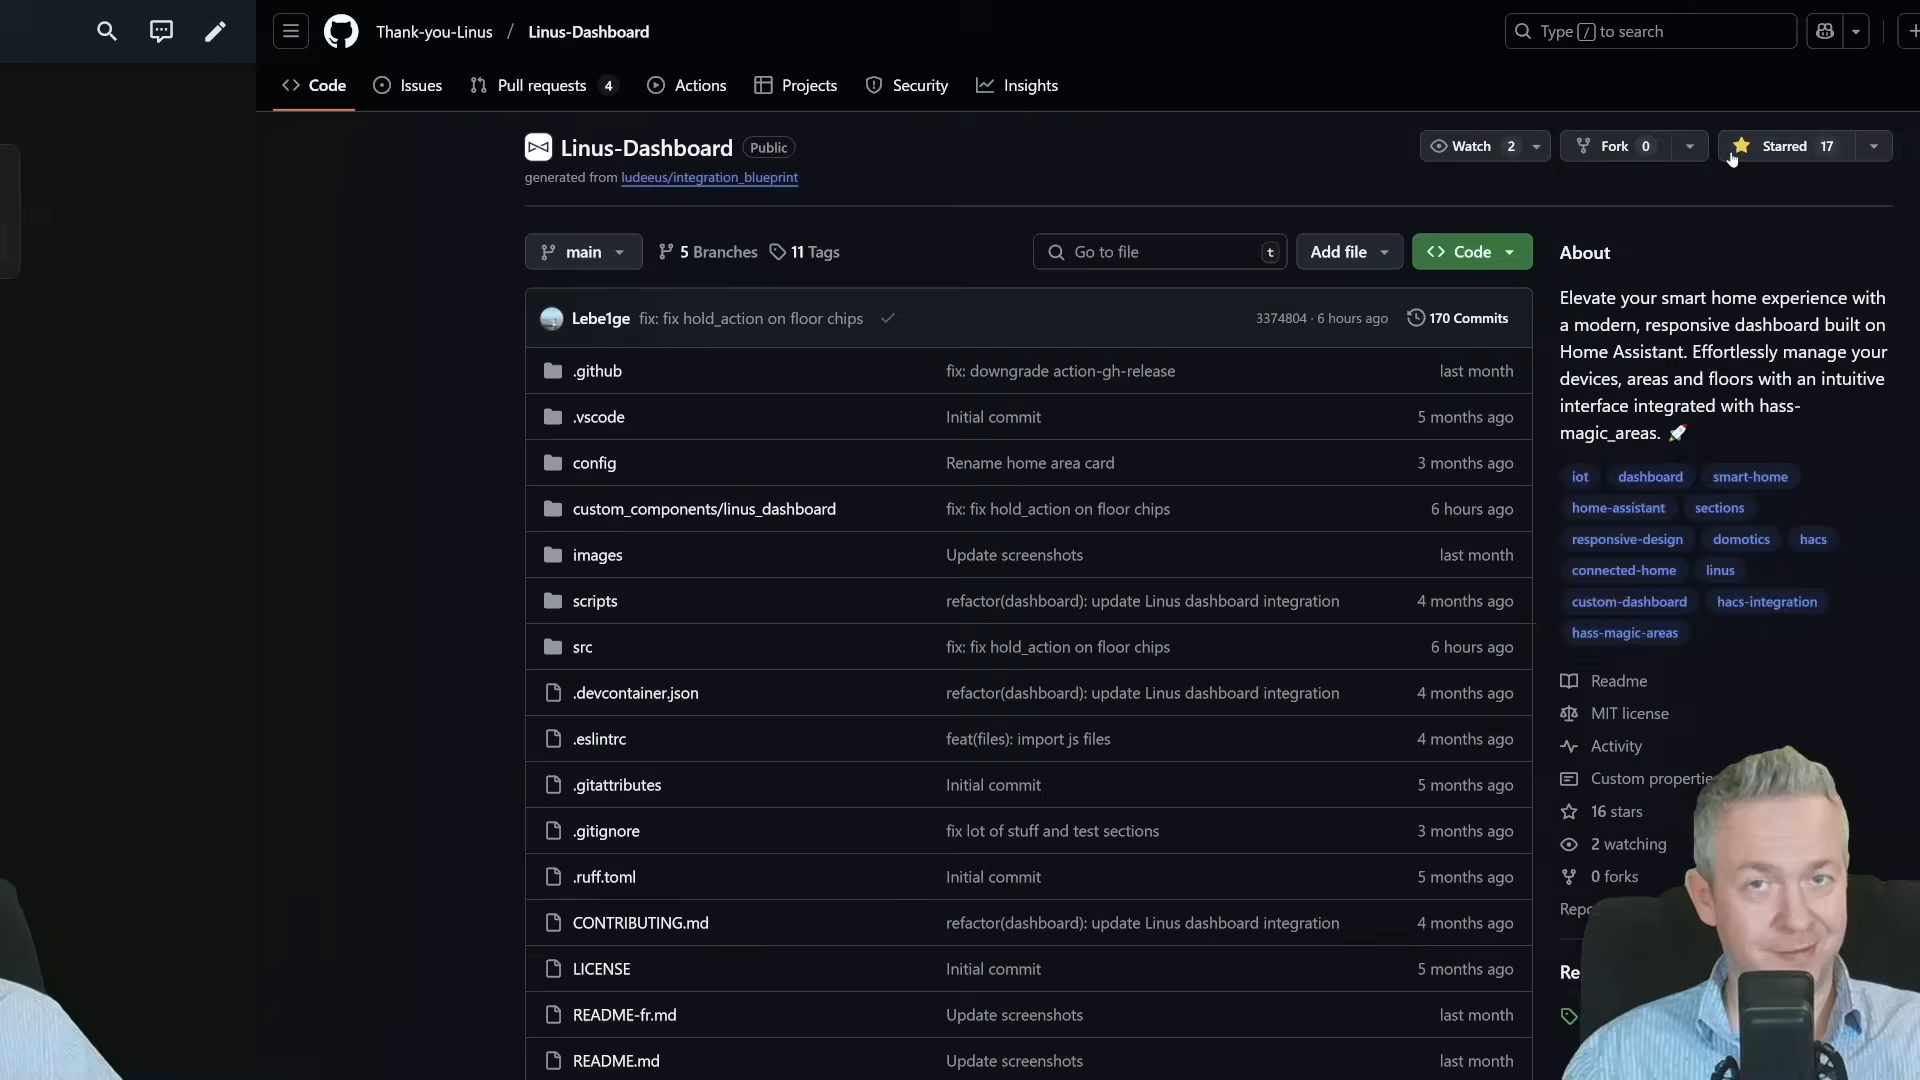 Thank-you-Linus / Linus-Dashboard
Type / to search
Code
Issues
Pull requests 4
Actions
Projects
Security
Insights
Linus-Dashboard Public
generated from ludeeus/integration_blueprint
Watch 2
Fork 0
Starred 17
main
5 Branches
11 Tags
Go to file t
Add file
Code
Lebe1ge fix: fix hold_action on floor chips
3374804 · 6 hours ago
170 Commits
.github fix: downgrade action-gh-release last month
.vscode Initial commit 5 months ago
config Rename home area card 3 months ago
custom_components/linus_dashboard fix: fix hold_action on floor chips 6 hours ago
images Update screenshots last month
scripts refactor(dashboard): update Linus dashboard integration 4 months ago
src fix: fix hold_action on floor chips 6 hours ago
.devcontainer.json refactor(dashboard): update Linus dashboard integration 4 months ago
.eslintrc feat(files): import js files 4 months ago
.gitattributes Initial commit 5 months ago
.gitignore fix lot of stuff and test sections 3 months ago
.ruff.toml Initial commit 5 months ago
CONTRIBUTING.md refactor(dashboard): update Linus dashboard integration 4 months ago
LICENSE Initial commit 5 months ago
README-fr.md Update screenshots last month
README.md Update screenshots last month
About
Elevate your smart home experience with
a modern, responsive dashboard built on
Home Assistant. Effortlessly manage your
devices, areas and floors with an intuitive
interface integrated with hass-
magic_areas. 🚀
iot dashboard smart-home
home-assistant sections
responsive-design domotics hacs
connected-home linus
custom-dashboard hacs-integration
hass-magic-areas
Readme
MIT license
Activity
Custom
16 stars
2 watching
0 forks